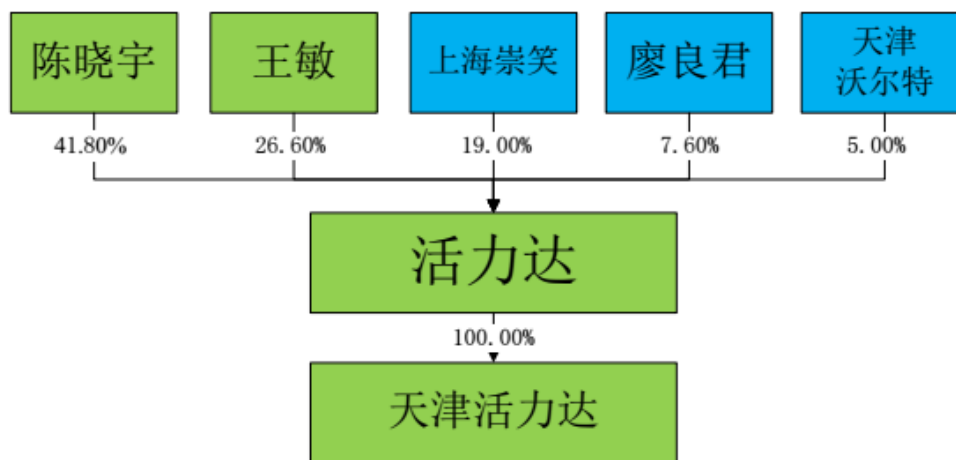 陈晓宇
王敏
上海崇笑
廖良君
天津
沃尔特
41.80%
26.60%
19.00%
7.60%
5.00%
活力达
100.00%
天津活力达